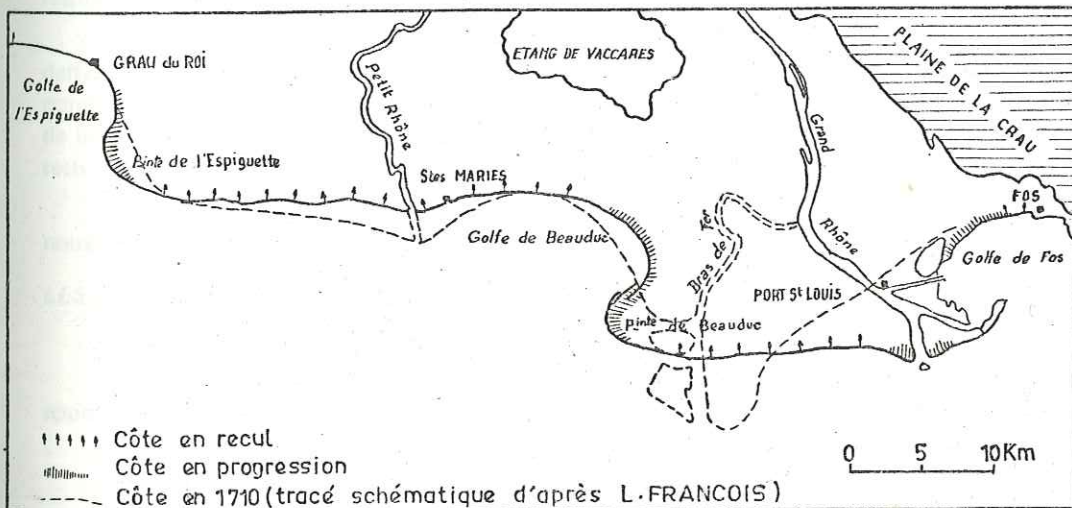 GRAU du ROI
Golfe de
l'Espiguette
Pinte de l'Espiguette
Petit Rhône
ETANG DE VACCARES
Grand
Rhône
PLAINE DE LA CRAU
Stes MARIES
Golfe de Beauduc
Bras de Fer
FOS
Golfe de Fos
PORT St LOUIS
Pinte de Beauduc
Côte en recul
Côte en progression
Côte en 1710 (tracé schématique d'après L. FRANCOIS)
0 5 10 Km